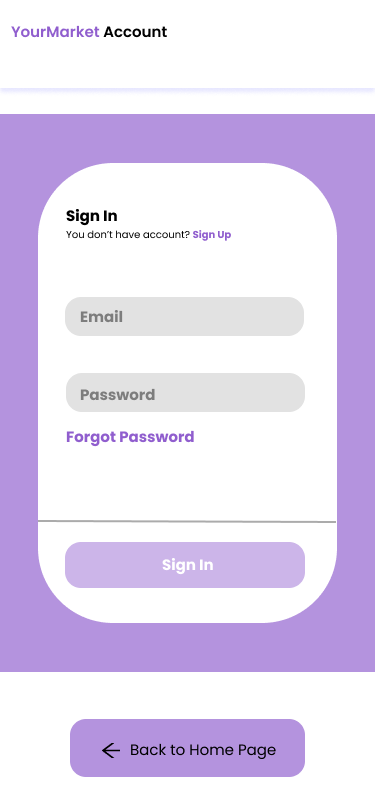 YourMarket Account
Sign In
You don’t have account? Sign Up
Email
Password
Forgot Password
Sign In
Back to Home Page